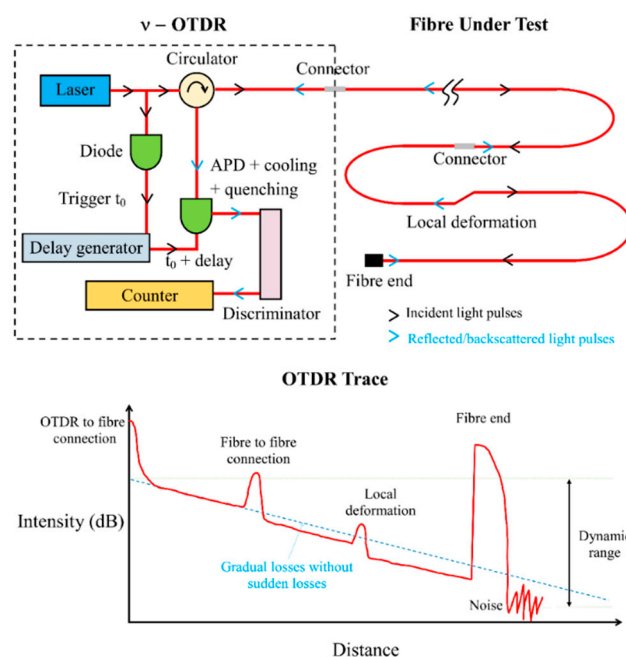 ν – OTDR
Fibre Under Test
Circulator
Connector
Laser
Diode
APD + cooling
+ quenching
Connector
Trigger t₀
Local deformation
Delay generator
t₀ + delay
Fibre end
Counter
Discriminator
Incident light pulses
Reflected/backscattered light pulses
OTDR Trace
OTDR to fibre
connection
Fibre end
Fibre to fibre
connection
Local
deformation
Intensity (dB)
Dynamic
range
Gradual losses without
sudden losses
Noise
Distance